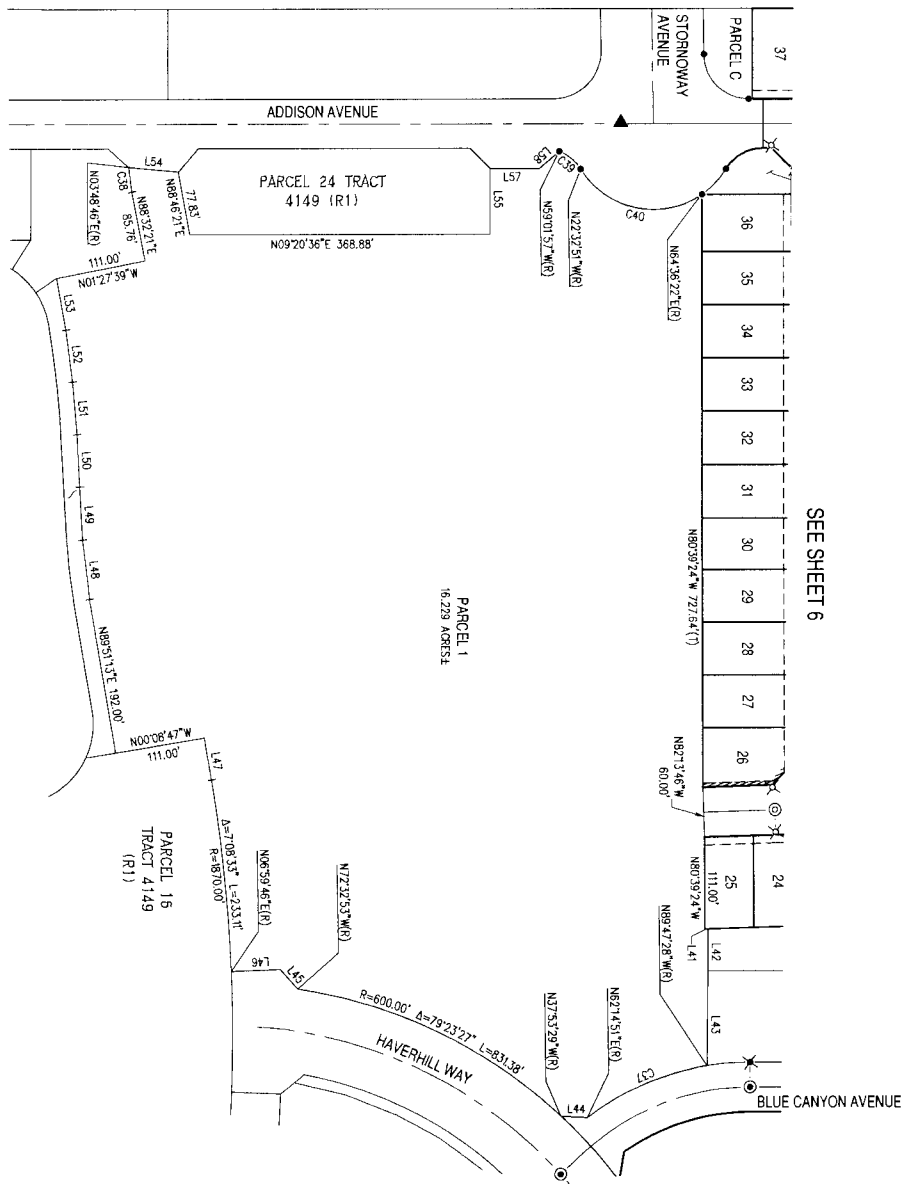 37
PARCEL C
STORNOWAY
AVENUE
ADDISON AVENUE
L54
C38
N03°48'46"E(R)
N88°32'21"E
85.76'
N88°46'21"E
77.83'
PARCEL 24 TRACT
4149 (R1)
L55
L57
L58
C39
N59°01'57"W(R)
N22°32'51"W(R)
C40
N64°36'22"E(R)
N09°20'36"E 368.88'
111.00'
N01°27'39"W
L53
L52
L51
L50
L49
L48
N89°51'13"E 192.00'
N00°08'47"W
111.00'
L47
36
35
34
33
32
31
30
29
28
27
26
SEE SHEET 6
N80°39'24"W 727.64'(T)
PARCEL 1
16.229 ACRES±
N82°13'46"W
60.00'
N80°39'24"W
111.00'
25
24
L41
L42
L43
N89°47'28"W(R)
PARCEL 16
TRACT 4149
(R1)
Δ=7°08'33" L=233.11'
R=1870.00'
N06°59'46"E(R)
L46
L45
N72°32'53"W(R)
R=600.00' Δ=79°23'27" L=831.38'
HAVERHILL WAY
N37°53'29"W(R)
L44
N62°14'51"E(R)
C37
BLUE CANYON AVENUE